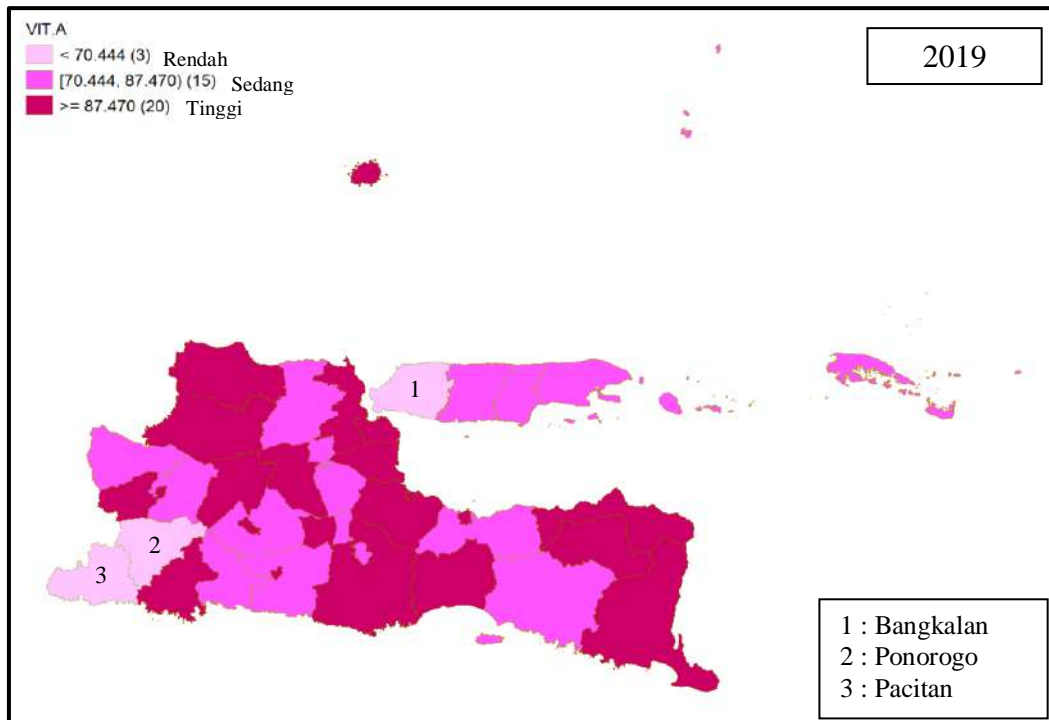 VIT.A
< 70.444 (3) Rendah
[70.444, 87.470) (15) Sedang
>= 87.470 (20) Tinggi
2019
1
2
3
1 : Bangkalan
2 : Ponorogo
3 : Pacitan